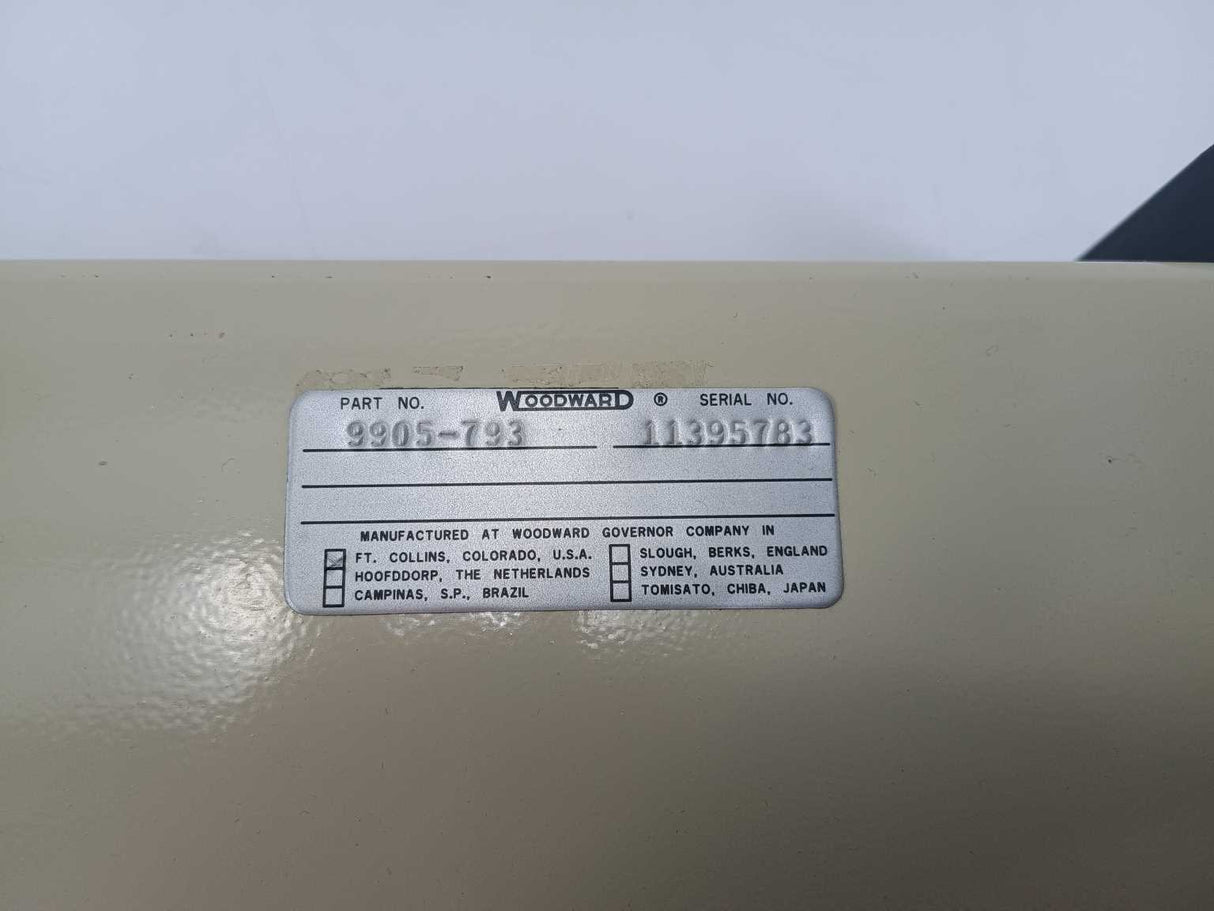 PART NO. WOODWARD ® SERIAL NO.
9905-793 11395783
MANUFACTURED AT WOODWARD GOVERNOR COMPANY IN
FT. COLLINS, COLORADO, U.S.A. SLOUGH, BERKS, ENGLAND
HOOFDDORP, THE NETHERLANDS SYDNEY, AUSTRALIA
CAMPINAS, S.P., BRAZIL TOMISATO, CHIBA, JAPAN